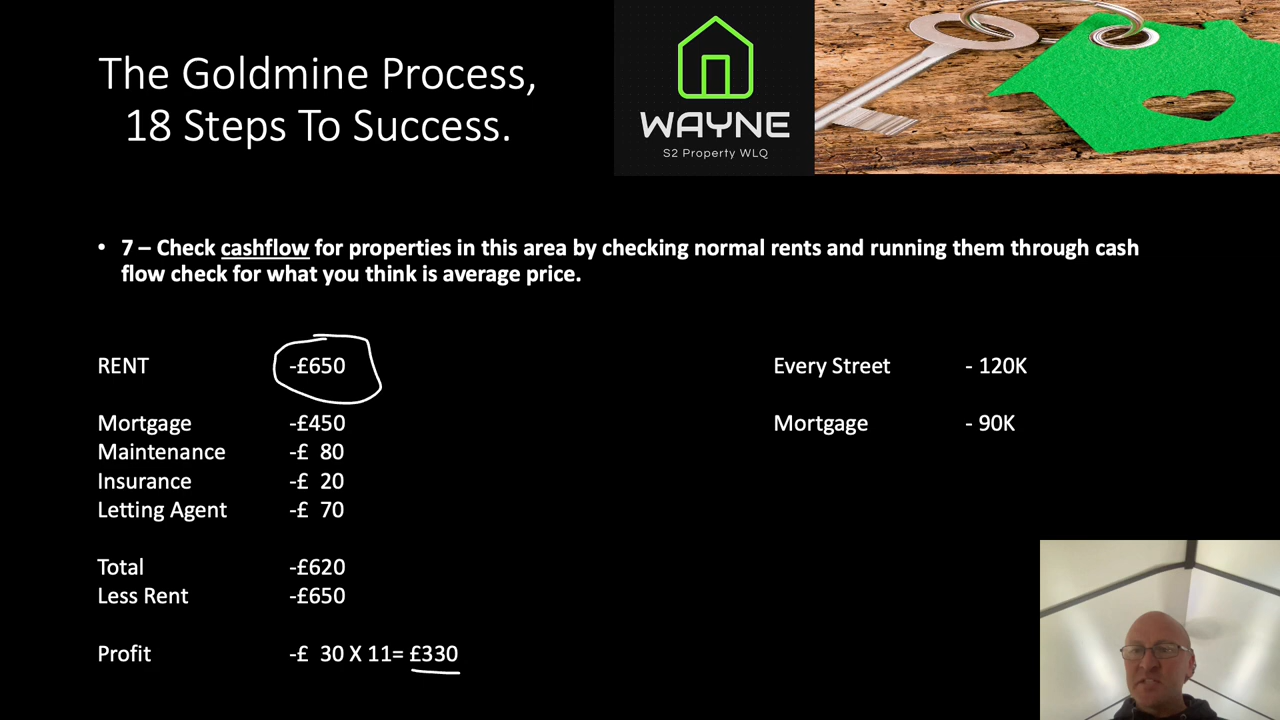 The Goldmine Process,
18 Steps To Success.
WAYNE
S2 Property WLQ
• 7 – Check cashflow for properties in this area by checking normal rents and running them through cash
flow check for what you think is average price.
RENT -£650
Mortgage -£450
Maintenance -£ 80
Insurance -£ 20
Letting Agent -£ 70
Total -£620
Less Rent -£650
Profit -£ 30 X 11= £330
Every Street - 120K
Mortgage - 90K